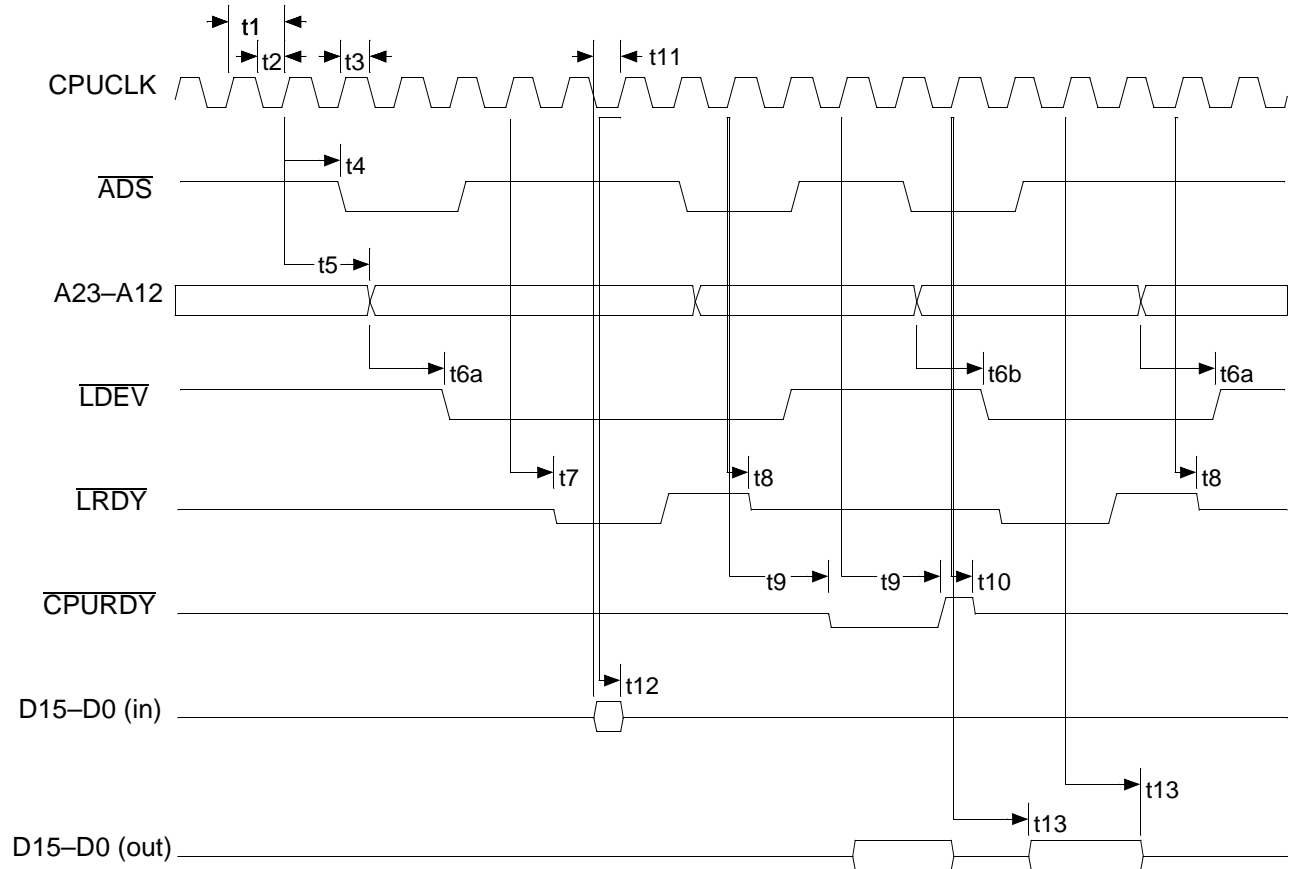 t1
t2
t3
t11
CPUCLK
t4
ADS
t5
A23–A12
t6a
t6b
t6a
LDEV
t7
t8
t8
LRDY
t9
t9
t10
CPURDY
t12
D15–D0 (in)
t13
t13
D15–D0 (out)